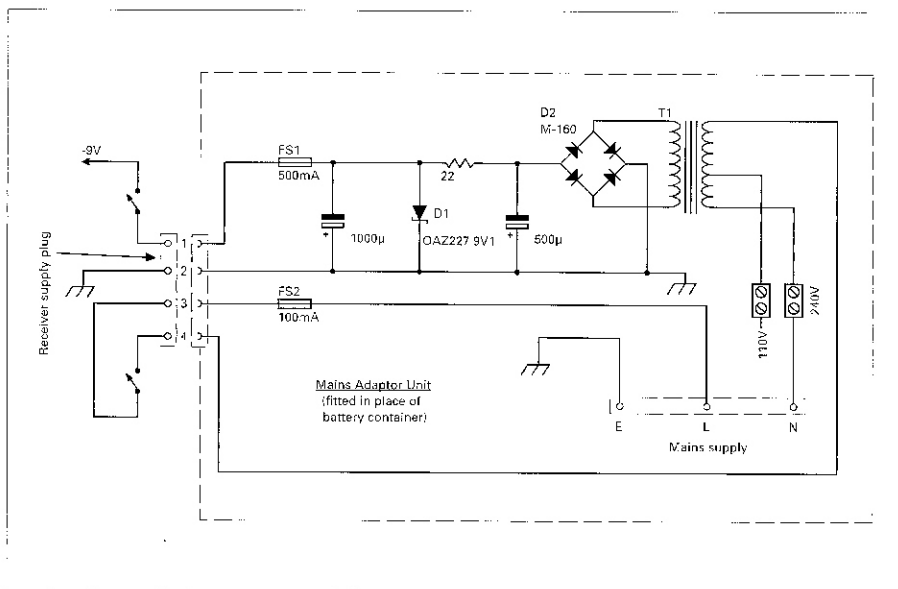 D2
M-160
T1
FS1
500mA
-9V
22
D1
OAZ227 9V1
1000µ
+
500µ
+
1
2
3
4
Receiver supply plug
FS2
100mA
110V
240V
Mains Adaptor Unit
(fitted in place of
battery container)
E
L
N
Mains supply